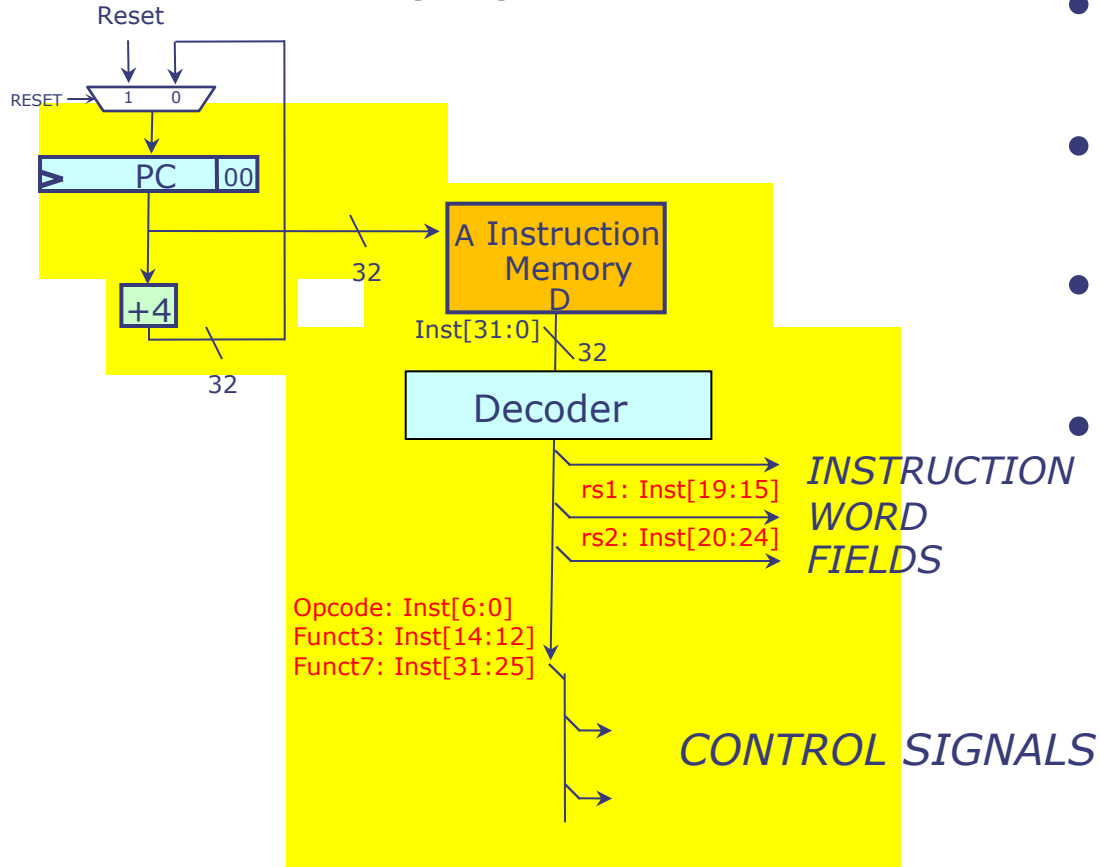 Reset
RESET
1 0
PC 00
A Instruction
Memory
D
32
+4
32
Inst[31:0]
32
Decoder
INSTRUCTION
rs1: Inst[19:15]
WORD
rs2: Inst[20:24]
FIELDS
Opcode: Inst[6:0]
Funct3: Inst[14:12]
Funct7: Inst[31:25]
CONTROL SIGNALS